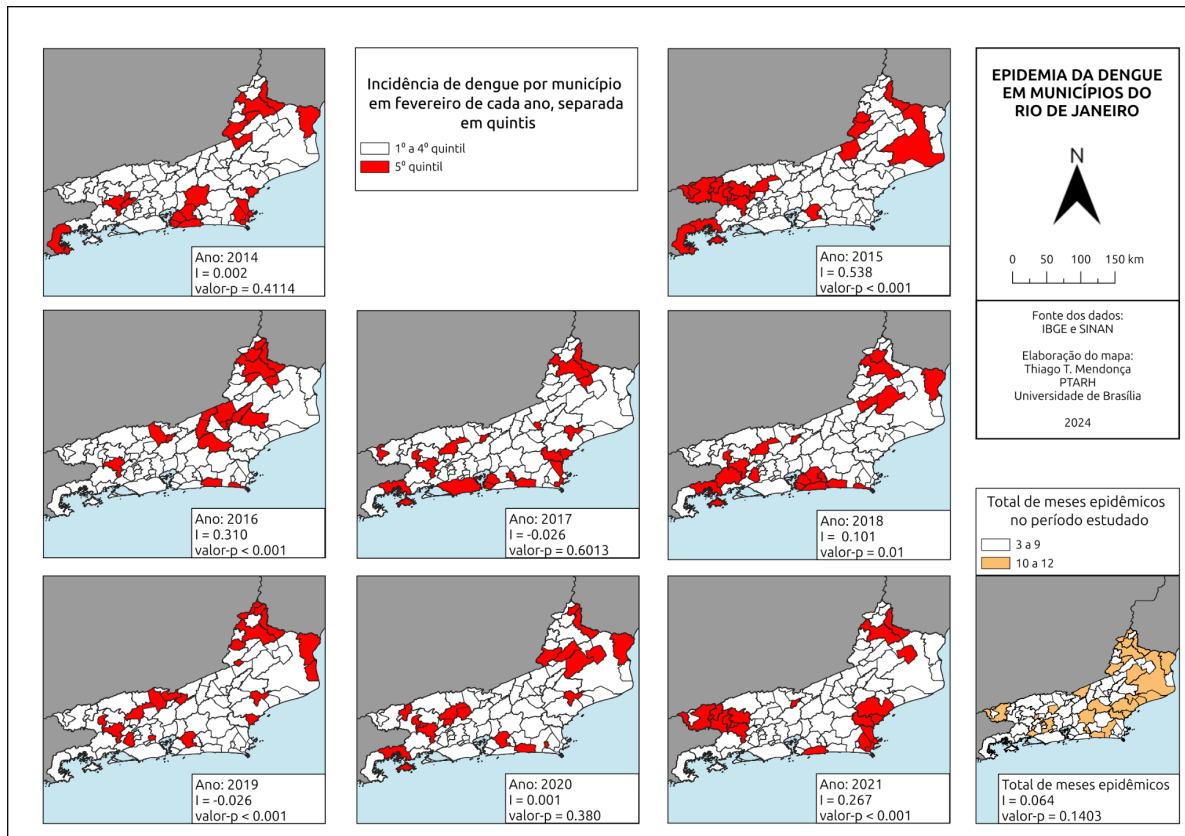 Incidência de dengue por município
em fevereiro de cada ano, separada
em quintis
1⁰ a 4⁰ quintil
5⁰ quintil
EPIDEMIA DA DENGUE
EM MUNICÍPIOS DO
RIO DE JANEIRO
N
0 50 100 150 km
Fonte dos dados:
IBGE e SINAN
Elaboração do mapa:
Thiago T. Mendonça
PTARH
Universidade de Brasília
2024
Ano: 2014
I = 0.002
valor-p = 0.4114
Ano: 2015
I = 0.538
valor-p < 0.001
Ano: 2016
I = 0.310
valor-p < 0.001
Ano: 2017
I = -0.026
valor-p = 0.6013
Ano: 2018
I = 0.101
valor-p = 0.01
Total de meses epidêmicos
no período estudado
3 a 9
10 a 12
Ano: 2019
I = -0.026
valor-p < 0.001
Ano: 2020
I = 0.001
valor-p = 0.380
Ano: 2021
I = 0.267
valor-p < 0.001
Total de meses epidêmicos
I = 0.064
valor-p = 0.1403